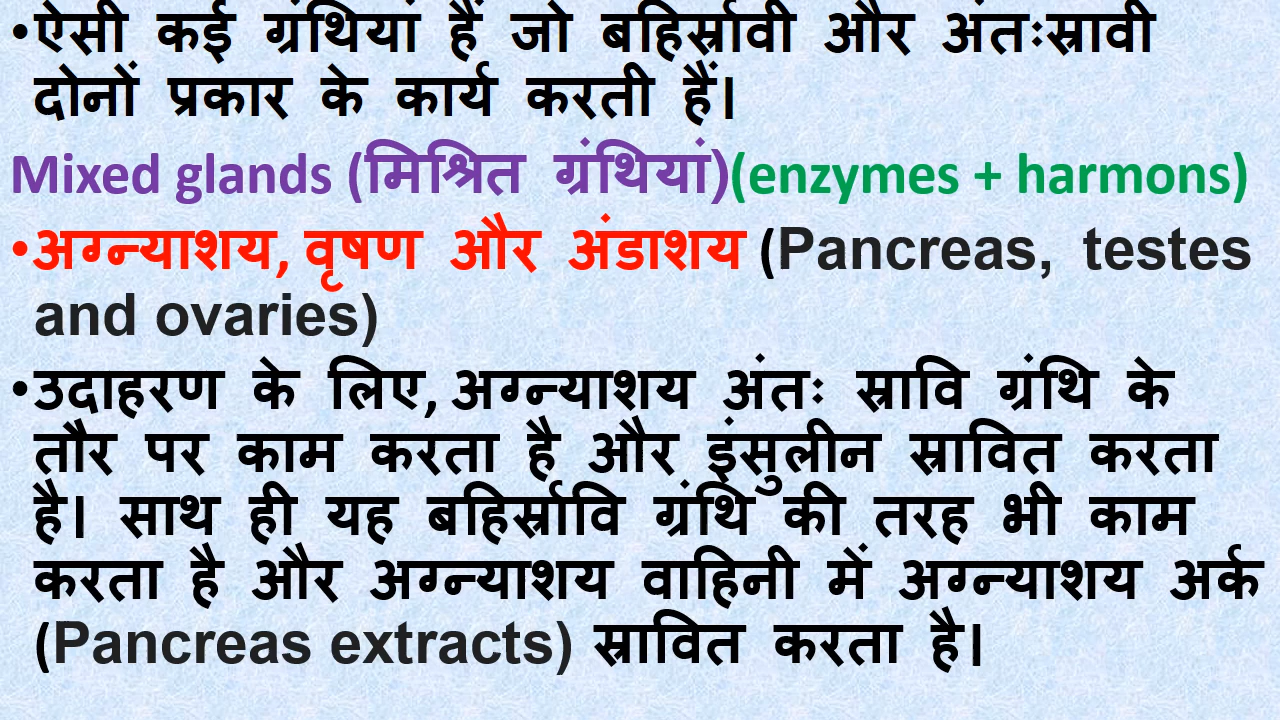 •ऐसी कई ग्रंथियां हैं जो बहिर्स्रावी और अंतःस्रावी
दोनों प्रकार के कार्य करती हैं।
Mixed glands (मिश्रित ग्रंथियां)(enzymes + harmons)
•अग्न्याशय, वृषण और अंडाशय (Pancreas, testes
and ovaries)
•उदाहरण के लिए, अग्न्याशय अंतः स्रावि ग्रंथि के
तौर पर काम करता है और इंसुलीन स्रावित करता
है। साथ ही यह बहिर्स्रावि ग्रंथि की तरह भी काम
करता है और अग्न्याशय वाहिनी में अग्न्याशय अर्क
(Pancreas extracts) स्रावित करता है।